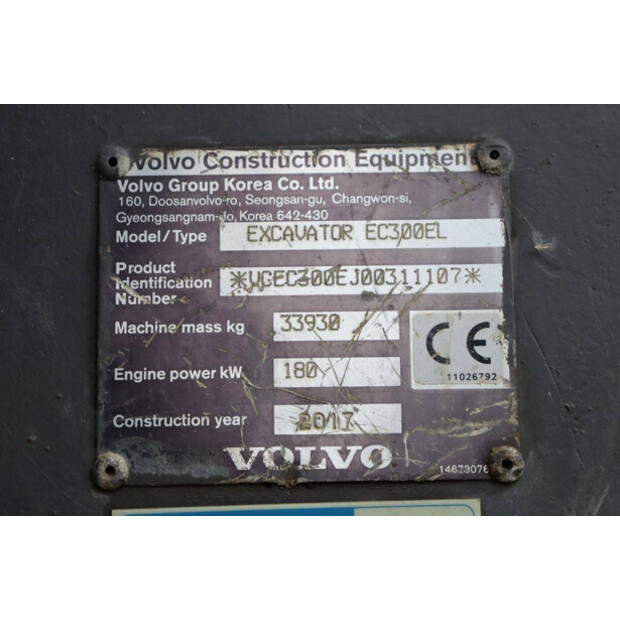 Volvo Construction Equipment
Volvo Group Korea Co. Ltd.
160, Doosanvolvo-ro, Seongsan-gu, Changwon-si,
Gyeongsangnam-do, Korea 642-430
Model/Type EXCAVATOR EC300EL
Product
Identification
Number *VCEC300EJ00311107*
Machine mass kg 33930
CE
Engine power kW 180
11026792
Construction year 2017
VOLVO